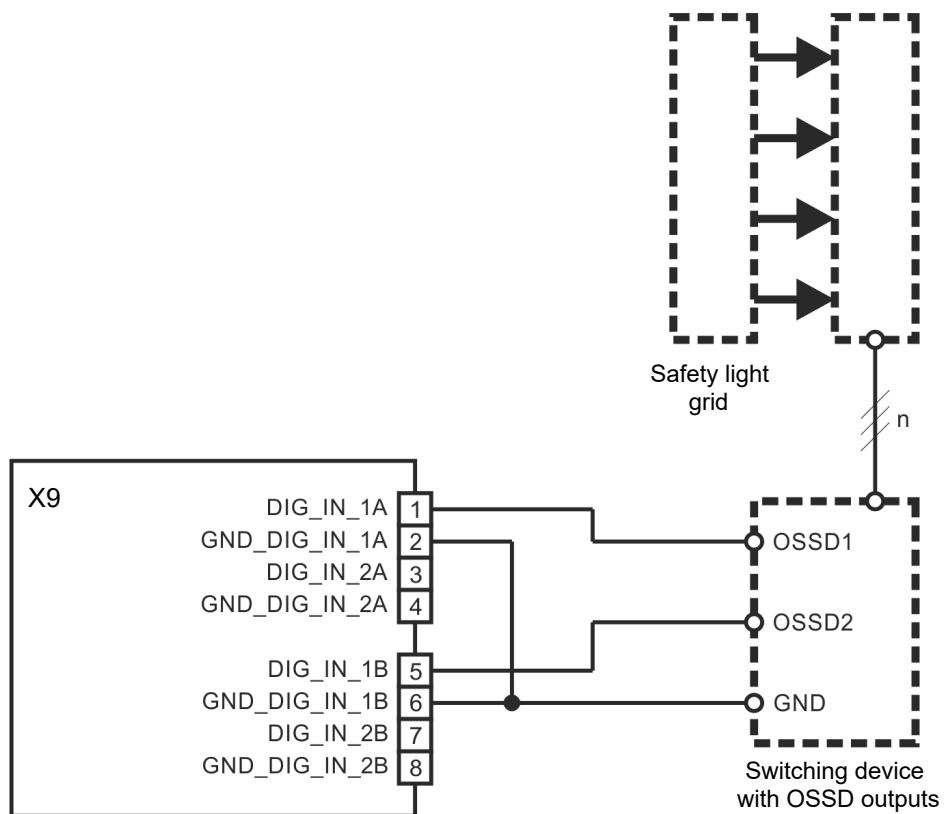 Safety light
grid
n
X9
DIG_IN_1A 1
GND_DIG_IN_1A 2
DIG_IN_2A 3
GND_DIG_IN_2A 4
DIG_IN_1B 5
GND_DIG_IN_1B 6
DIG_IN_2B 7
GND_DIG_IN_2B 8
OSSD1
OSSD2
GND
Switching device
with OSSD outputs